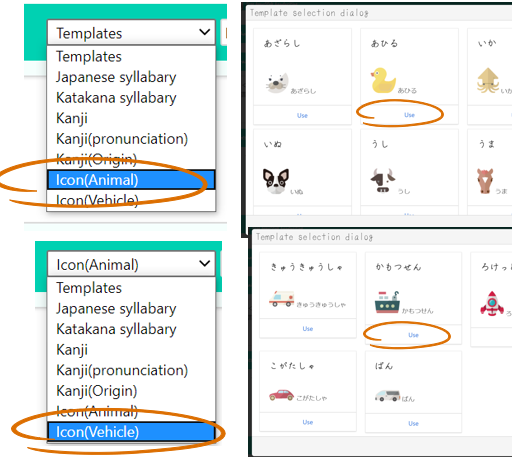 Templates
Templates
Japanese syllabary
Katakana syllabary
Kanji
Kanji(pronunciation)
Kanji(Origin)
Icon(Animal)
Icon(Vehicle)
Template selection dialog
あざらし
あざらし
Use
あひる
あひる
Use
いか
いか
いぬ
いぬ
うし
うし
うま
うま
Icon(Animal)
Templates
Japanese syllabary
Katakana syllabary
Kanji
Kanji(pronunciation)
Kanji(Origin)
Icon(Animal)
Icon(Vehicle)
Template selection dialog
きゅうきゅうしゃ
きゅうきゅうしゃ
Use
かもつせん
かもつせん
Use
ろけっ
ろ
こがたしゃ
こがたしゃ
Use
ばん
ばん
Use